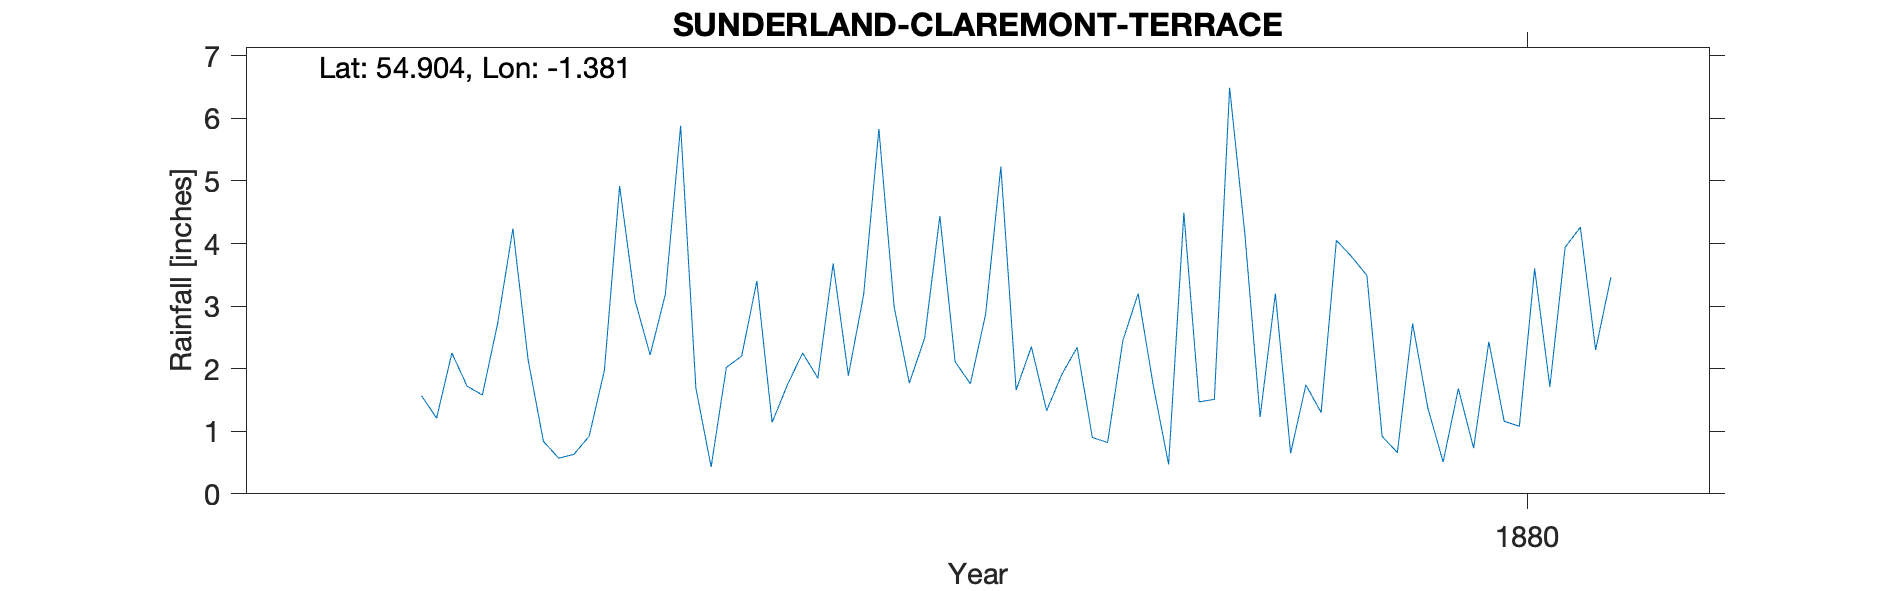 SUNDERLAND-CLAREMONT-TERRACE
Lat: 54.904, Lon: -1.381
7
6
5
4
3
2
1
0
Rainfall [inches]
1880
Year